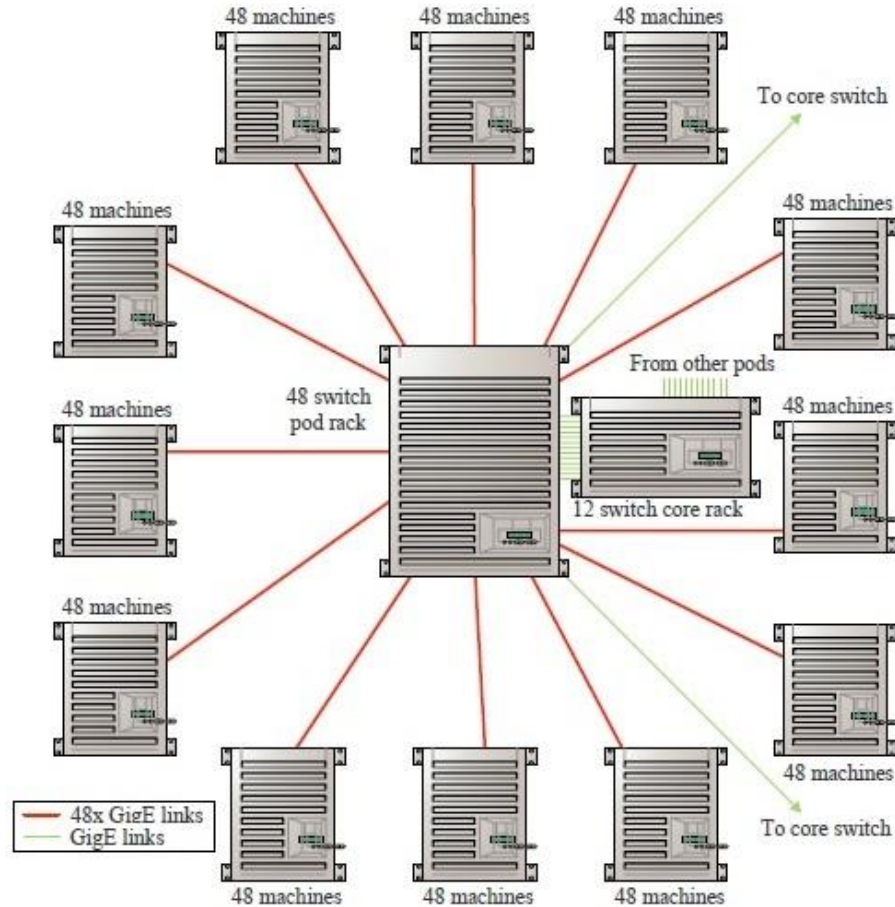 48 machines
48 machines
48 machines
To core switch
48 machines
48 machines
From other pods
48 switch
pod rack
48 machines
48 machines
12 switch core rack
48 machines
48 machines
48x GigE links
GigE links
To core switch
48 machines
48 machines
48 machines